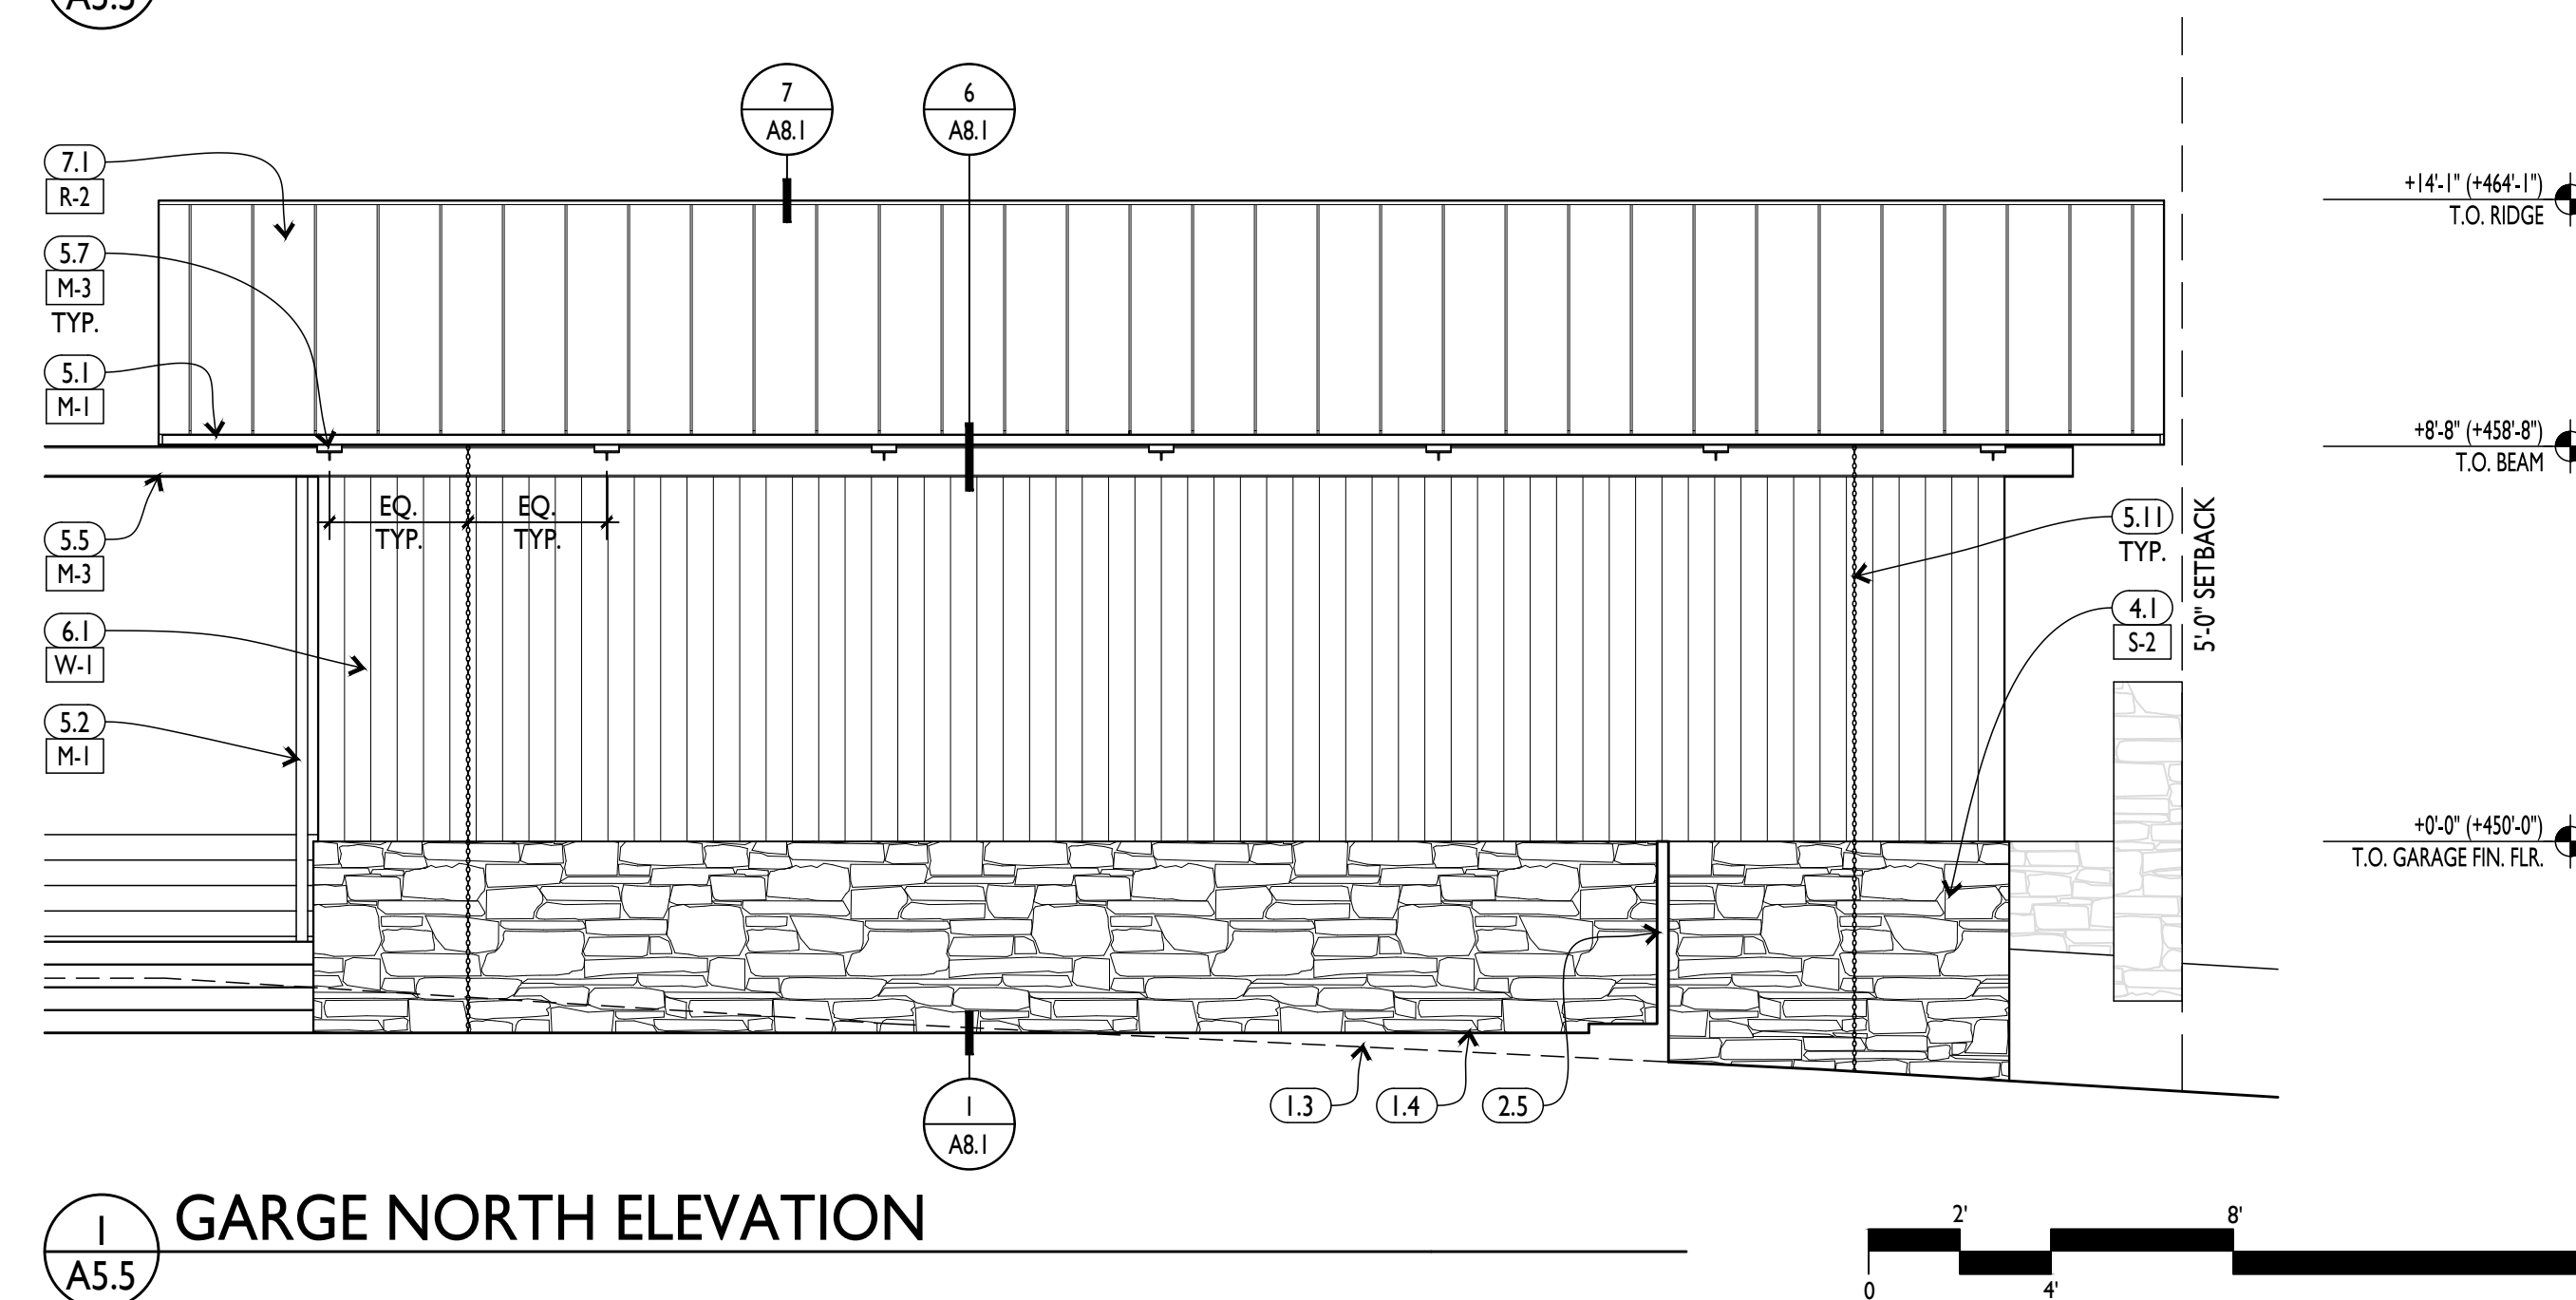 A5.5
7
A8.1
6
A8.1
7.1
R-2
5.7
M-3
TYP.
5.1
M-1
5.5
M-3
6.1
W-1
5.2
M-1
EQ.
TYP.
EQ.
TYP.
5.11
TYP.
4.1
S-2
5'-0" SETBACK
+14'-1" (+464'-1")
T.O. RIDGE
+8'-8" (+458'-8")
T.O. BEAM
+0'-0" (+450'-0")
T.O. GARAGE FIN. FLR.
1.3
1.4
2.5
1
A8.1
1
A5.5
GARGE NORTH ELEVATION
2'
8'
0
4'